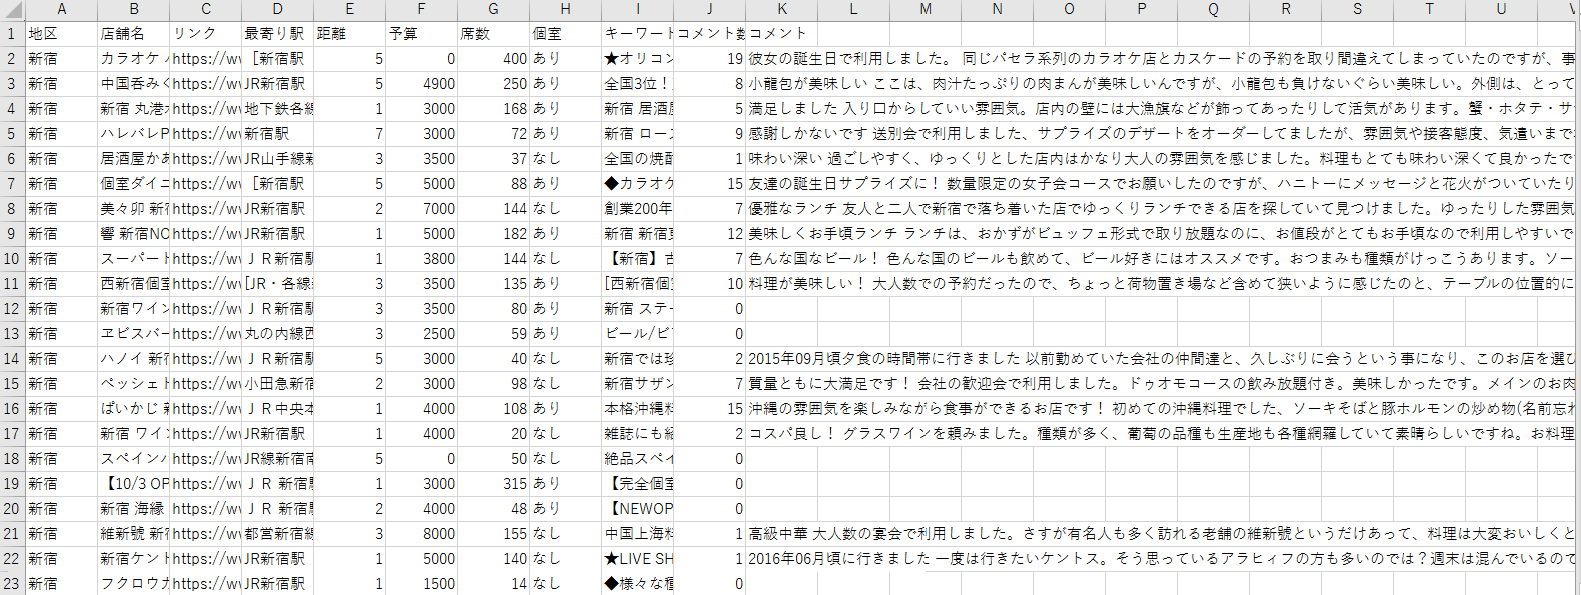 A B C D E F G H I J K L M N O P Q R S T U V
1 地区 店舗名 リンク 最寄り駅 距離 予算 席数 個室 キーワード コメント数 コメント
2 新宿 カラオケ https://w [新宿駅 5 0 400 あり ★オリコン 19 彼女の誕生日で利用しました。 同じパセラ系列のカラオケ店とカスケードの予約を取り間違えてしまっていたのですが、事
3 新宿 中国呑みく https://w JR新宿駅 5 4900 250 あり 全国3位! 8 小龍包が美味しい ここは、肉汁たっぷりの肉まんが美味しいんですが、小龍包も負けないぐらい美味しい。外側は、とって
4 新宿 新宿 丸港 https://w 地下鉄各線 1 3000 168 あり 新宿 居酒屋 5 満足しました 入り口からしていい雰囲気。店内の壁には大漁旗などが飾ってあったりして活気があります。蟹・ホタテ・サ
5 新宿 ハレバレP https://w 新宿駅 7 3000 72 あり 新宿 ロー 9 感謝しかないです 送別会で利用しました、サプライズのデザートをオーダーしてましたが、雰囲気や接客態度、気遣いまで
6 新宿 居酒屋かあ https://w JR山手線新 3 3500 37 なし 全国の焼酎 1 味わい深い 過ごしやすく、ゆっくりとした店内はかなり大人の雰囲気を感じました。料理もとても味わい深くて良かったで
7 新宿 個室ダイニ https://w [新宿駅 5 5000 88 あり ◆カラオケ 15 友達の誕生日サプライズに! 数量限定の女子会コースでお願いしたのですが、ハニトーにメッセージと花火がついていたり
8 新宿 美々卯 新 https://w JR新宿駅 2 7000 144 なし 創業200年 7 優雅なランチ 友人と二人で新宿で落ち着いた店でゆっくりランチできる店を探していて見つけました。ゆったりした雰囲気
9 新宿 響 新宿NO https://w JR新宿駅 1 5000 182 あり 新宿 新宿 12 美味しくお手頃ランチ ランチは、おかずがビュッフェ形式で取り放題なのに、お値段がとてもお手頃なので利用しやすいで
10 新宿 スーパー https://w JR新宿駅 1 3800 144 なし 【新宿】古 7 色んな国なビール! 色んな国のビールも飲めて、ビール好きにはオススメです。おつまみも種類がけっこうあります。ソー
11 新宿 西新宿個室 https://w [JR・各線 3 3500 135 あり [西新宿個室 10 料理が美味しい! 大人数での予約だったので、ちょっと荷物置き場など含めて狭いように感じたのと、テーブルの位置的に
12 新宿 新宿ワイン https://w JR新宿駅 3 3500 80 あり 新宿 ステー 0
13 新宿 ヱビスバー https://w 丸の内線西 3 2500 59 あり ビール/ビ 0
14 新宿 ハノイ 新 https://w JR新宿駅 5 3000 40 なし 新宿では珍 2 2015年09月頃夕食の時間帯に行きました 以前勤めていた会社の仲間達と、久しぶりに会うという事になり、このお店を選び
15 新宿 ペッシェ https://w 小田急新宿 2 3000 98 なし 新宿サザン 7 質量ともに大満足です! 会社の歓迎会で利用しました。ドゥオモコースの飲み放題付き。美味しかったです。メインのお肉
16 新宿 ぱいかじ 新 https://w JR中央本 1 4000 108 あり 本格沖縄料 15 沖縄の雰囲気を楽しみながら食事ができるお店です! 初めての沖縄料理でした、ソーキそばと豚ホルモンの炒め物(名前忘れ
17 新宿 新宿 ワイ https://w JR新宿駅 1 4000 20 なし 雑誌にも紹 2 コスパ良し! グラスワインを頼みました。種類が多く、葡萄の品種も生産地も各種網羅していて素晴らしいですね。お料理
18 新宿 スペイン https://w JR線新宿南 5 0 50 なし 絶品スペイ 0
19 新宿 【10/3 OP https://w JR 新宿駅 1 3000 315 あり 【完全個室 0
20 新宿 新宿 海縁 https://w JR 新宿駅 2 4000 48 あり 【NEWOP 0
21 新宿 維新號 新 https://w 都営新宿線 3 8000 155 なし 中国上海料 1 高級中華 大人数の宴会で利用しました。さすが有名人も多く訪れる老舗の維新號というだけあって、料理は大変おいしくと
22 新宿 新宿ケント https://w JR新宿駅 1 5000 140 なし ★LIVE SH 1 2016年06月頃に行きました 一度は行きたいケントス。そう思っているアラヒィフの方も多いのでは?週末は混んでいるので
23 新宿 フクロウカ https://w JR新宿駅 1 1500 14 なし ◆様々な種 0